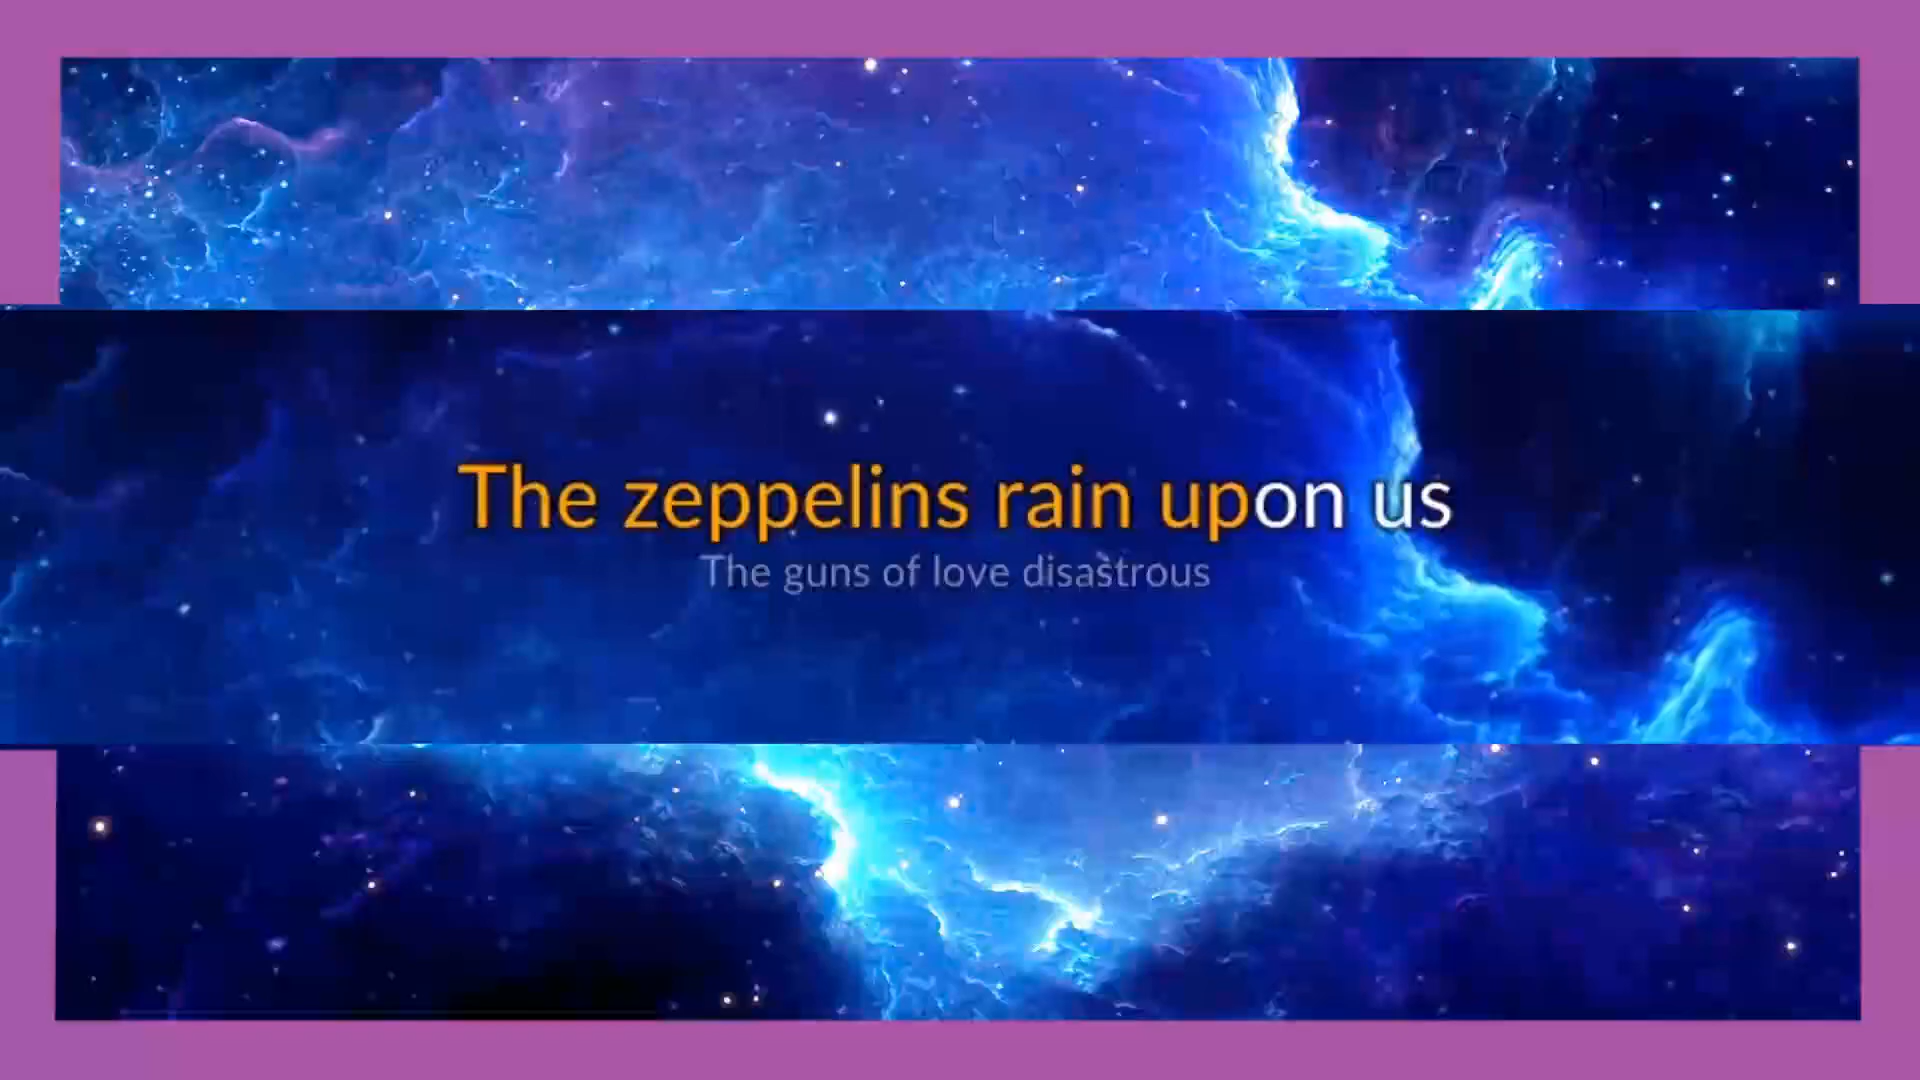 The zeppelins rain upon us
The guns of love disastrous